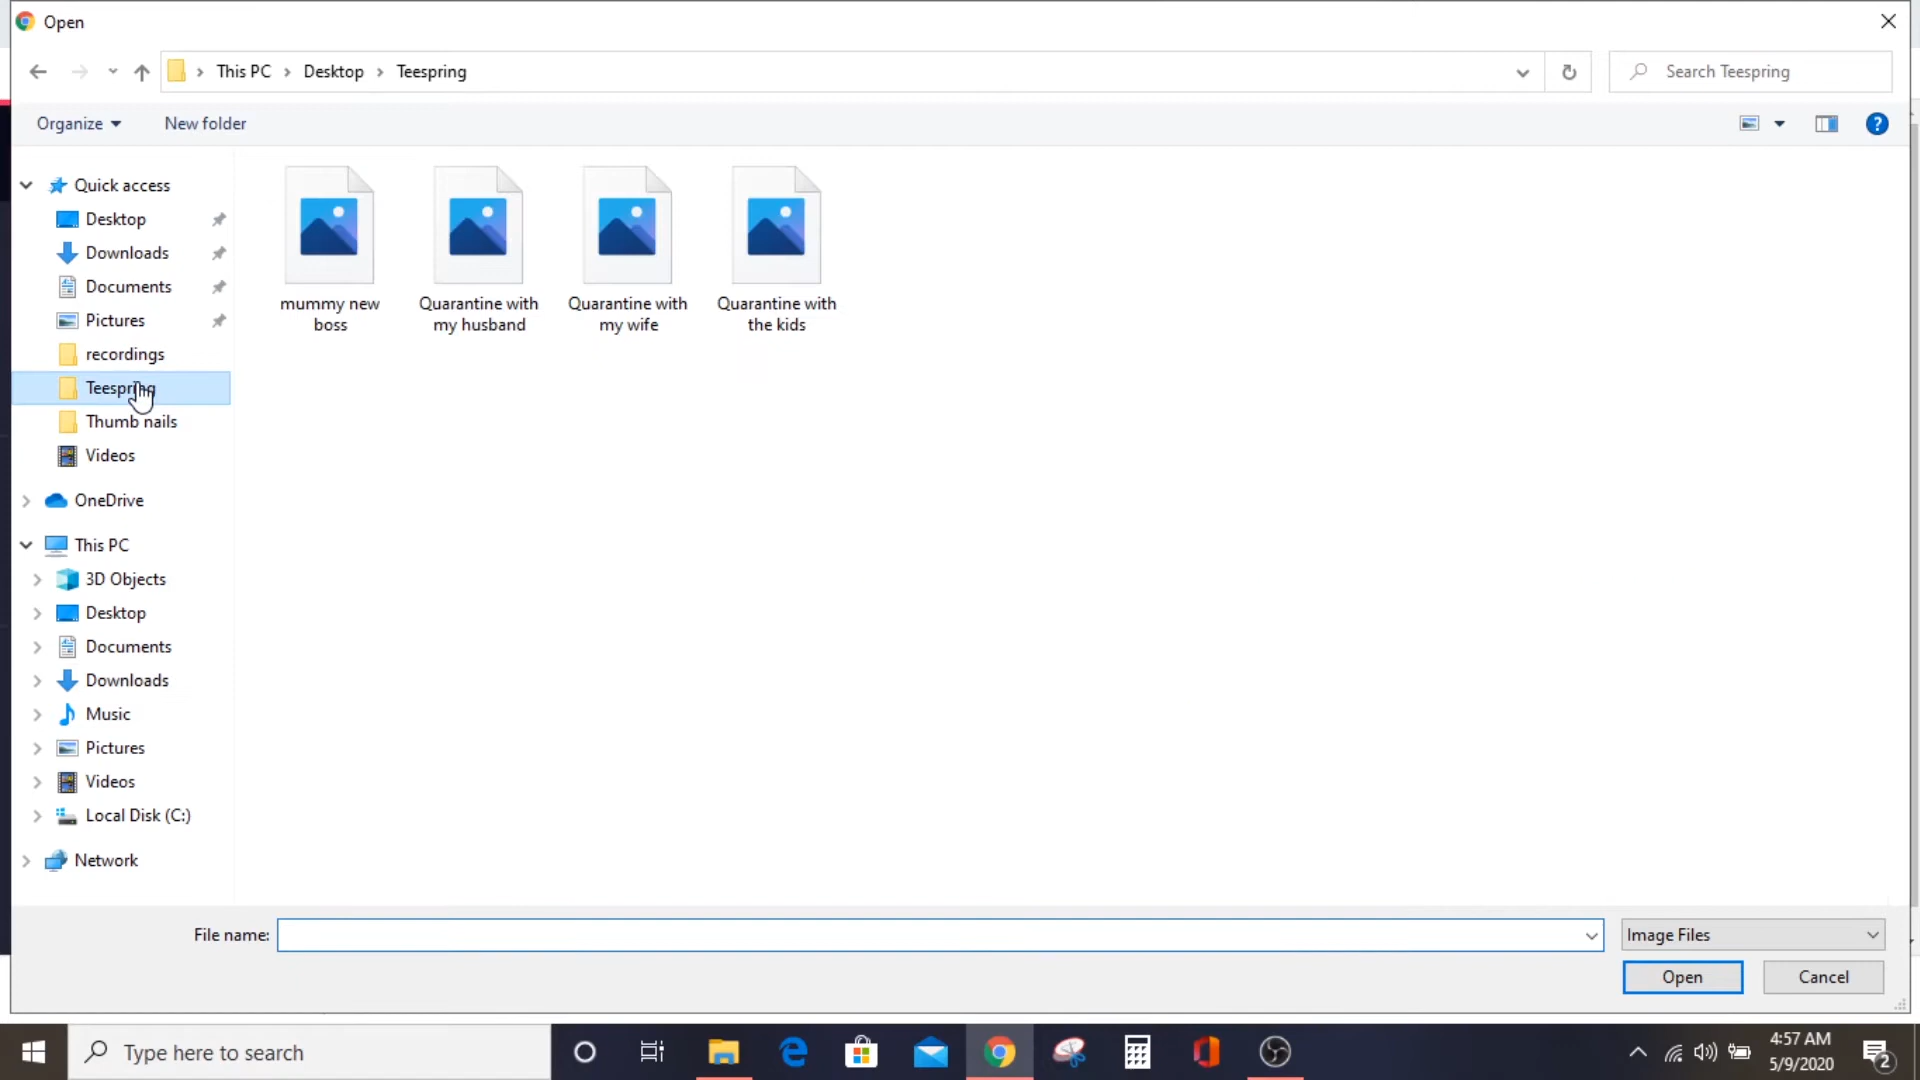 Open
This PC > Desktop > Teespring
Search Teespring
Organize
New folder
Quick access
Desktop
Downloads
Documents
Pictures
recordings
Teespring
Thumb nails
Videos
OneDrive
This PC
3D Objects
Desktop
Documents
Downloads
Music
Pictures
Videos
Local Disk (C:)
Network
mummy new
boss
Quarantine with
my husband
Quarantine with
my wife
Quarantine with
the kids
File name:
Image Files
Open
Cancel
Type here to search
4:57 AM
5/9/2020
2